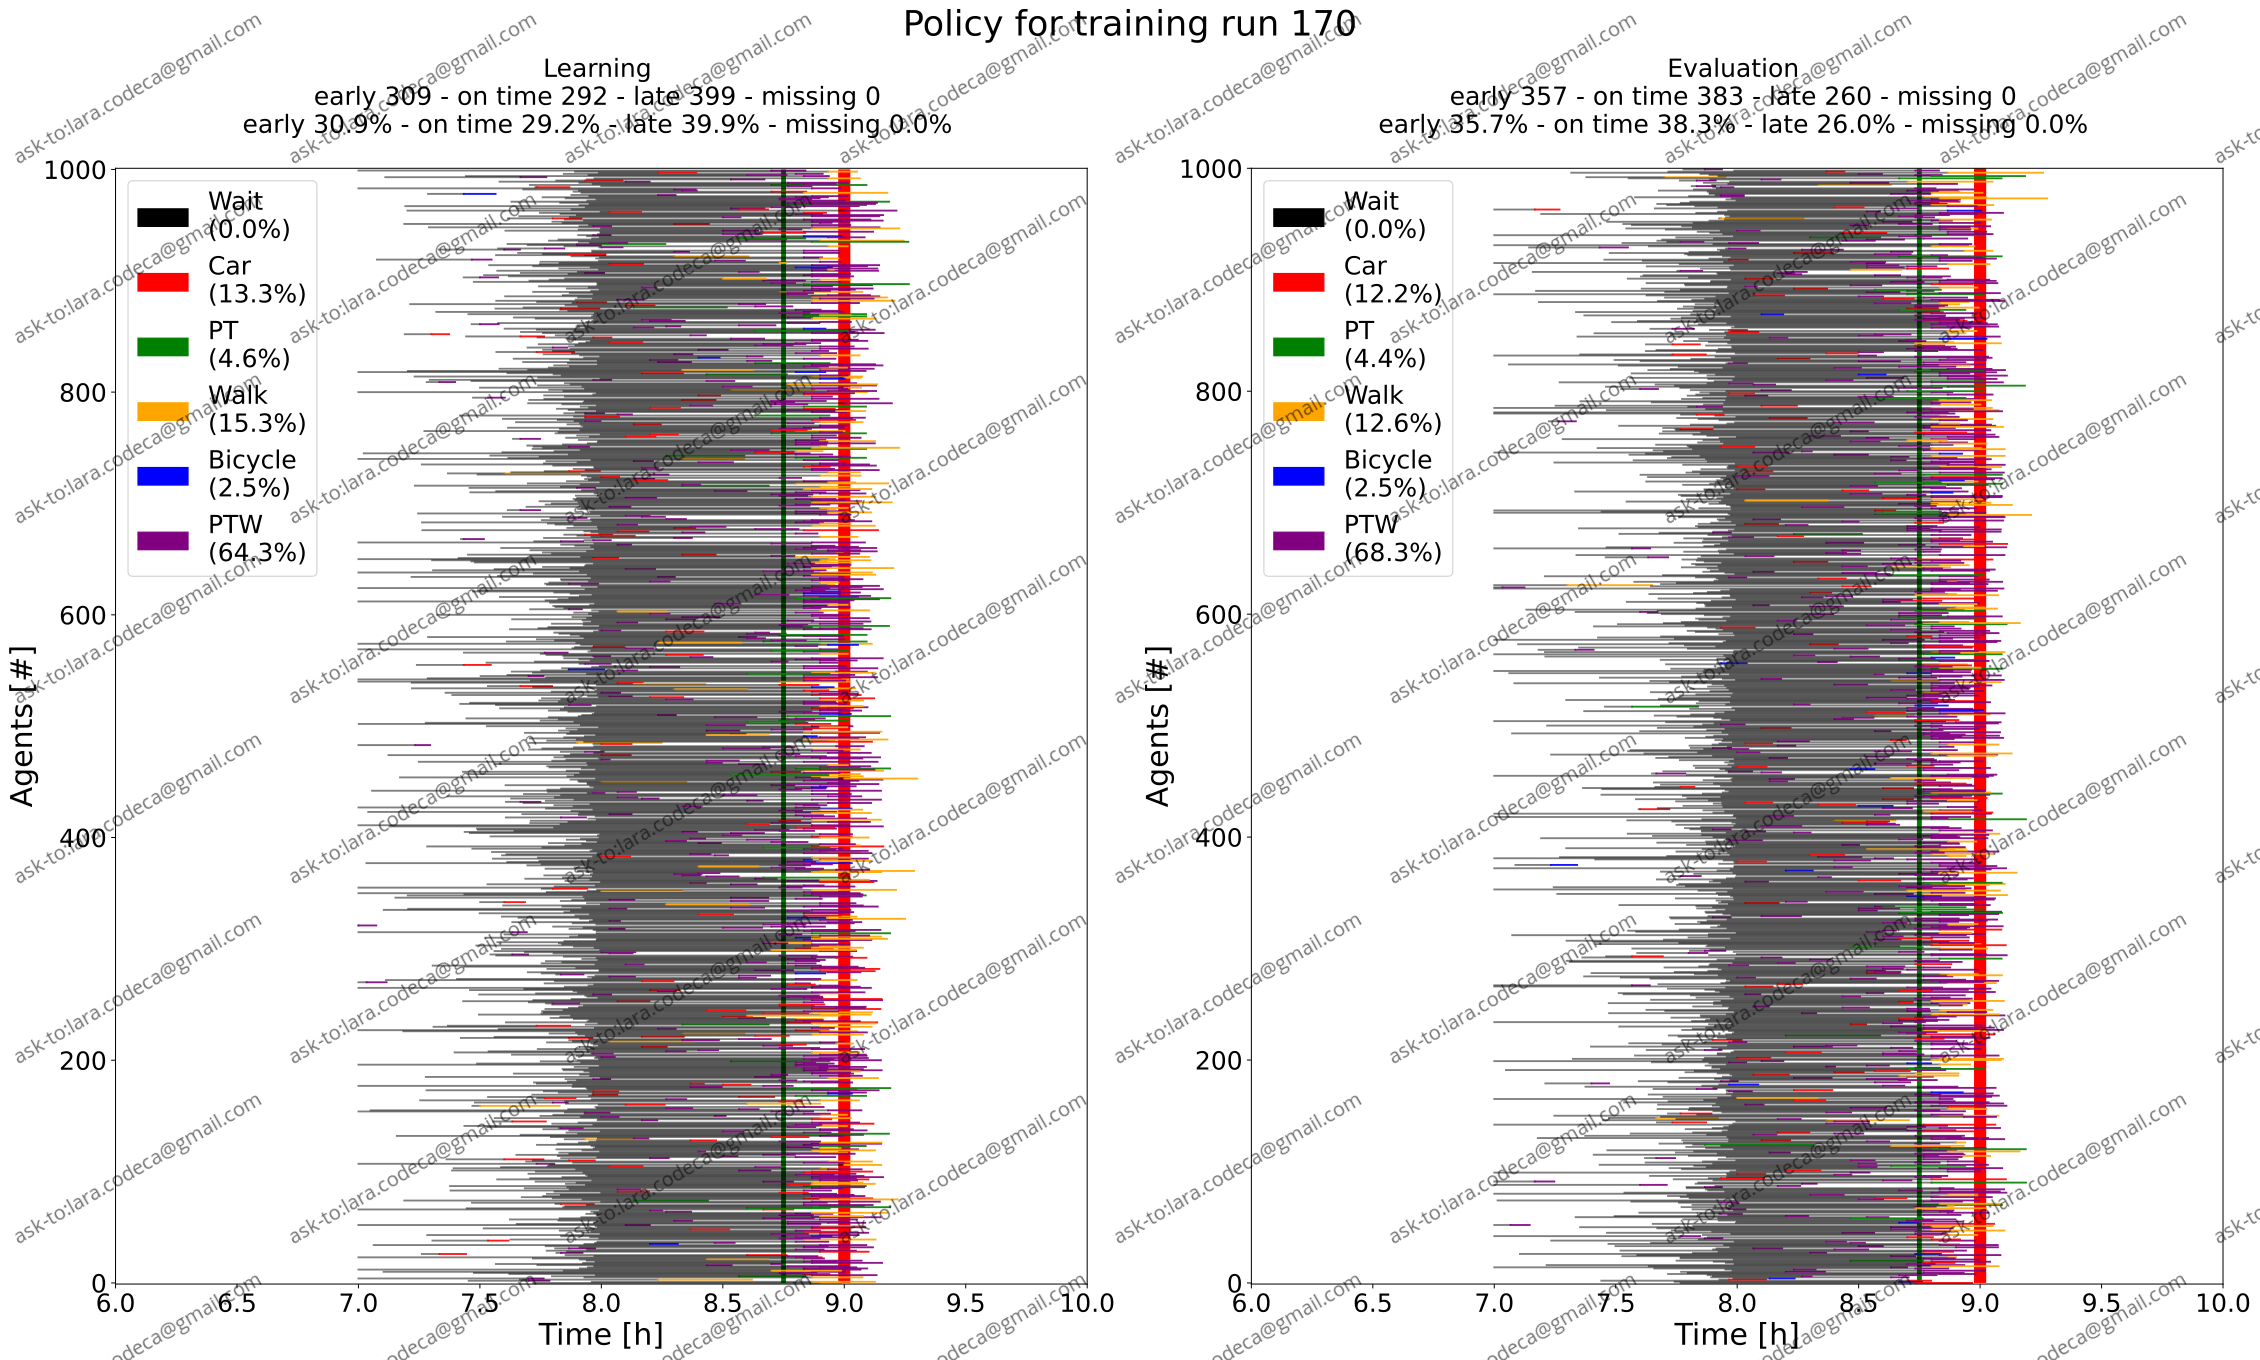 Policy for training run 170
Learning
early 309 - on time 292 - late 399 - missing 0
early 30.9% - on time 29.2% - late 39.9% - missing 0.0%
1000
800
600
400
200
0
Agents [#]
Wait
(0.0%)
Car
(13.3%)
PT
(4.6%)
Walk
(15.3%)
Bicycle
(2.5%)
PTW
(64.3%)
6.0 6.5 7.0 7.5 8.0 8.5 9.0 9.5 10.0
Time [h]
Evaluation
early 357 - on time 383 - late 260 - missing 0
early 35.7% - on time 38.3% - late 26.0% - missing 0.0%
1000
800
600
400
200
0
Agents [#]
Wait
(0.0%)
Car
(12.2%)
PT
(4.4%)
Walk
(12.6%)
Bicycle
(2.5%)
PTW
(68.3%)
6.0 6.5 7.0 7.5 8.0 8.5 9.0 9.5 10.0
Time [h]
ask-to:lara.codeca@gmail.com